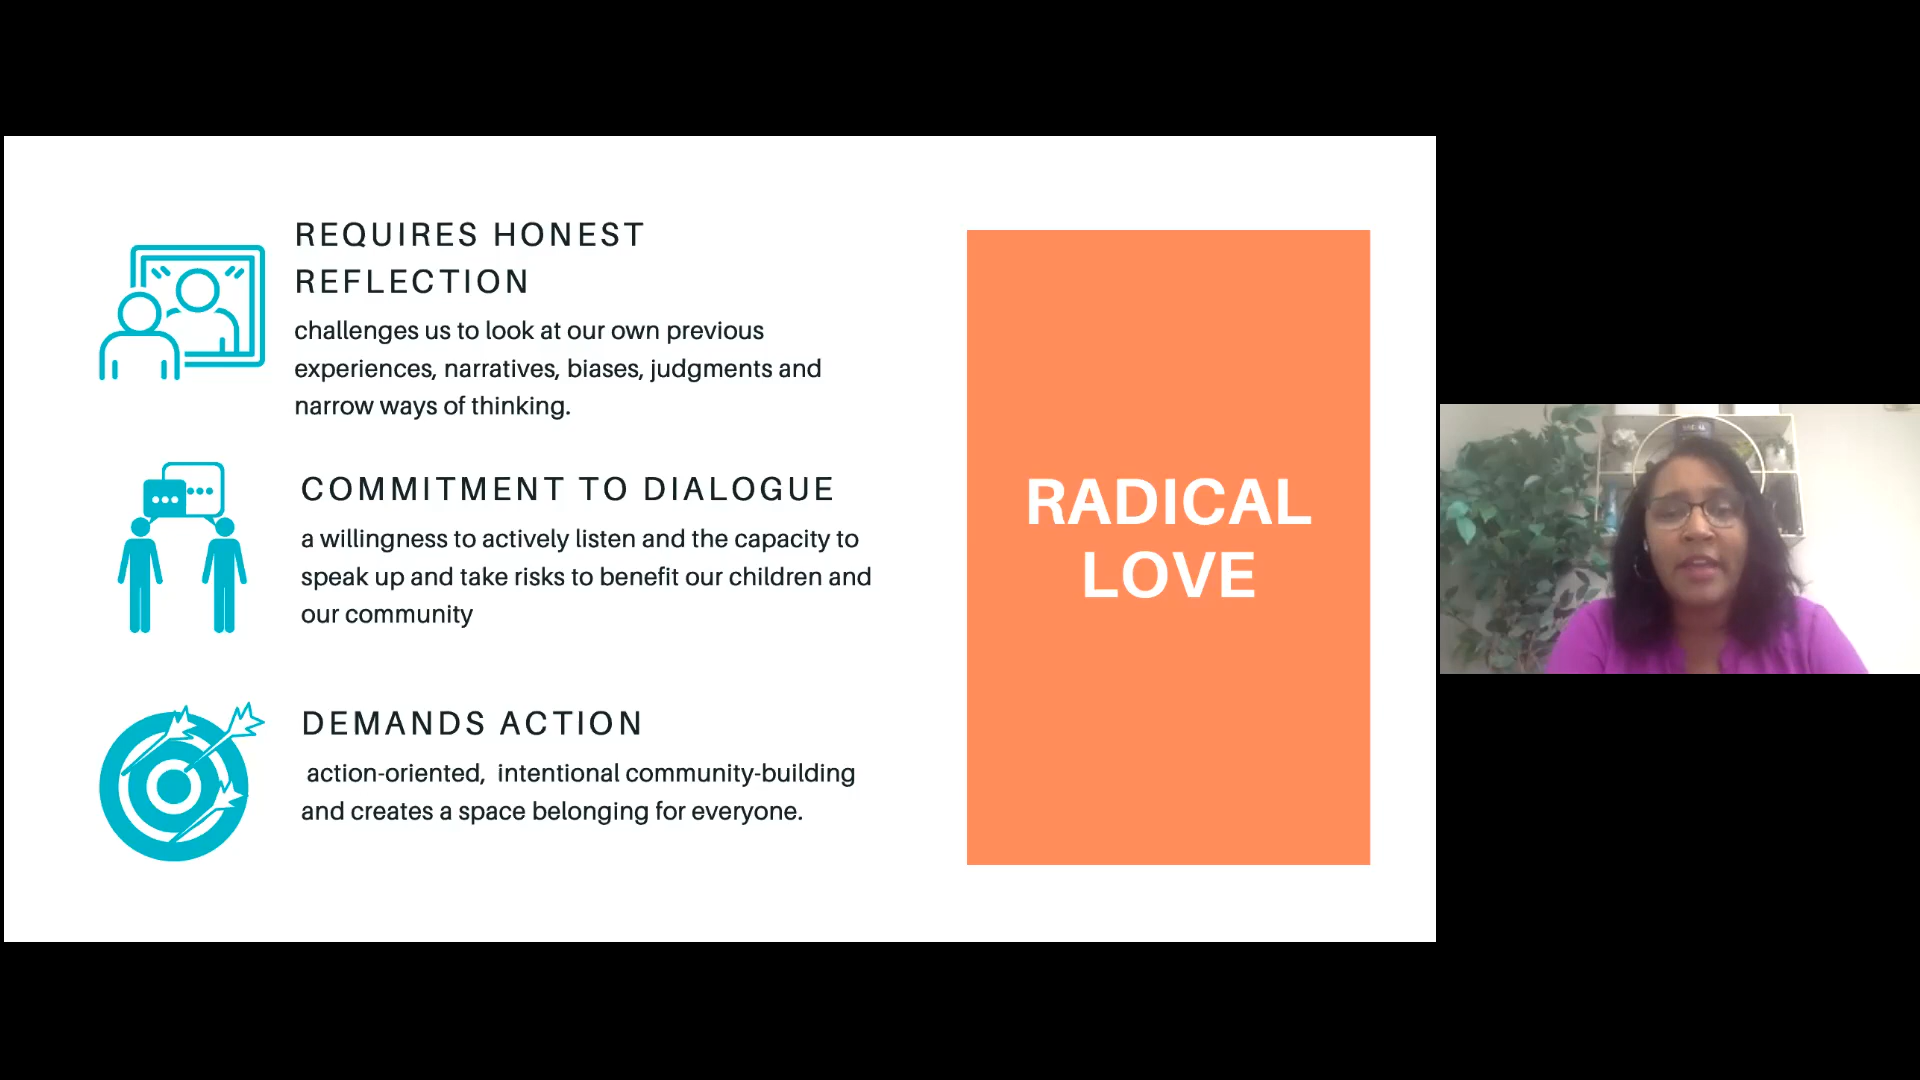 REQUIRES HONEST
REFLECTION
challenges us to look at our own previous
experiences, narratives, biases, judgments and
narrow ways of thinking.
COMMITMENT TO DIALOGUE
a willingness to actively listen and the capacity to
speak up and take risks to benefit our children and
our community
DEMANDS ACTION
action-oriented, intentional community-building
and creates a space belonging for everyone.
RADICAL
LOVE